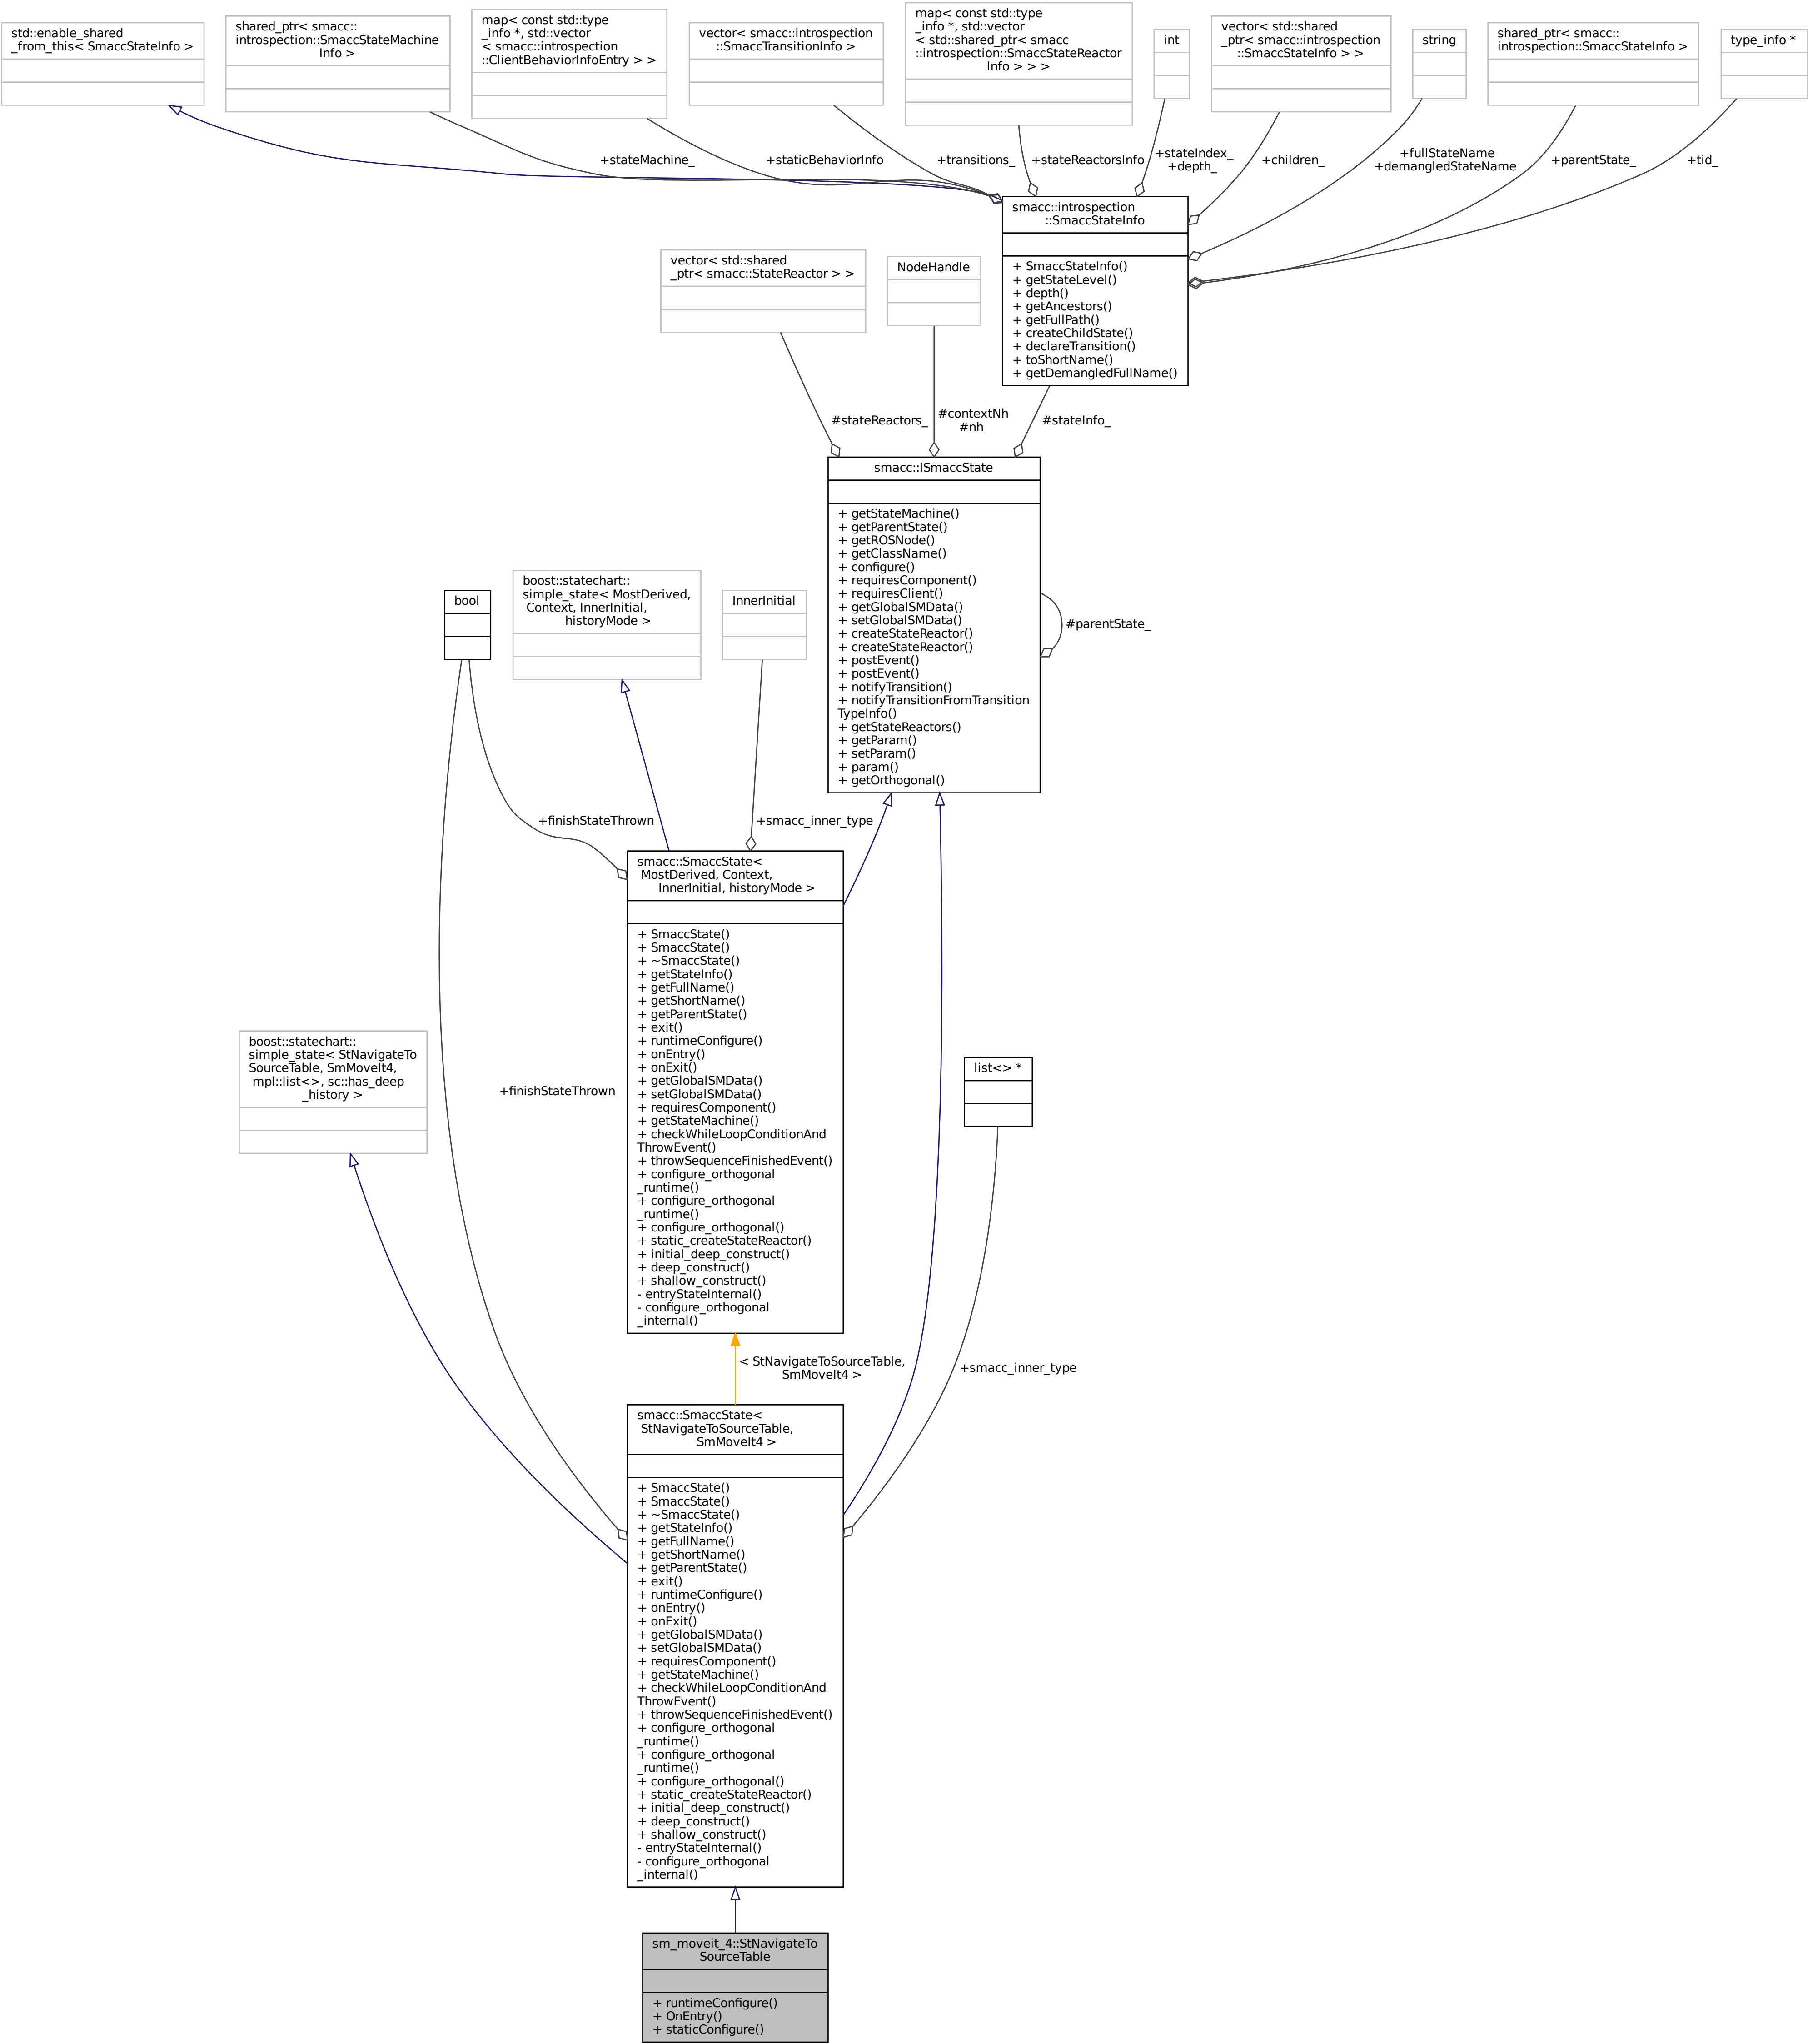 std::enable_shared
_from_this< SmaccStateInfo >
shared_ptr< smacc::
introspection::SmaccStateMachine
Info >
map< const std::type
_info *, std::vector
< smacc::introspection
::ClientBehaviorInfoEntry > >
vector< smacc::introspection
::SmaccTransitionInfo >
map< const std::type
_info *, std::vector
< std::shared_ptr< smacc
::introspection::SmaccStateReactor
Info > > >
int
vector< std::shared
_ptr< smacc::introspection
::SmaccStateInfo > >
string
shared_ptr< smacc::
introspection::SmaccStateInfo >
type_info *
+stateMachine_
+staticBehaviorInfo
+transitions_
+stateReactorsInfo
+stateIndex_
+depth_
+children_
+fullStateName
+demangledStateName
+parentState_
+tid_
smacc::introspection
::SmaccStateInfo
+ SmaccStateInfo()
+ getStateLevel()
+ depth()
+ getAncestors()
+ getFullPath()
+ createChildState()
+ declareTransition()
+ toShortName()
+ getDemangledFullName()
vector< std::shared
_ptr< smacc::StateReactor > >
NodeHandle
#stateReactors_
#contextNh
#nh
#stateInfo_
smacc::ISmaccState
+ getStateMachine()
+ getParentState()
+ getROSNode()
+ getClassName()
+ configure()
+ requiresComponent()
+ requiresClient()
+ getGlobalSMData()
+ setGlobalSMData()
+ createStateReactor()
+ createStateReactor()
+ postEvent()
+ postEvent()
+ notifyTransition()
+ notifyTransitionFromTransition
TypeInfo()
+ getStateReactors()
+ getParam()
+ setParam()
+ param()
+ getOrthogonal()
#parentState_
bool
boost::statechart::
simple_state< MostDerived,
Context, InnerInitial,
historyMode >
InnerInitial
+finishStateThrown
+smacc_inner_type
smacc::SmaccState<
MostDerived, Context,
InnerInitial, historyMode >
+ SmaccState()
+ SmaccState()
+ ~SmaccState()
+ getStateInfo()
+ getFullName()
+ getShortName()
+ getParentState()
+ exit()
+ runtimeConfigure()
+ onEntry()
+ onExit()
+ getGlobalSMData()
+ setGlobalSMData()
+ requiresComponent()
+ getStateMachine()
+ checkWhileLoopConditionAnd
ThrowEvent()
+ throwSequenceFinishedEvent()
+ configure_orthogonal
_runtime()
+ configure_orthogonal
_runtime()
+ configure_orthogonal()
+ static_createStateReactor()
+ initial_deep_construct()
+ deep_construct()
+ shallow_construct()
- entryStateInternal()
- configure_orthogonal
_internal()
boost::statechart::
simple_state< StNavigateTo
SourceTable, SmMoveIt4,
mpl::list<>, sc::has_deep
_history >
+finishStateThrown
list<> *
< StNavigateToSourceTable,
SmMoveIt4 >
+smacc_inner_type
smacc::SmaccState<
StNavigateToSourceTable,
SmMoveIt4 >
+ SmaccState()
+ SmaccState()
+ ~SmaccState()
+ getStateInfo()
+ getFullName()
+ getShortName()
+ getParentState()
+ exit()
+ runtimeConfigure()
+ onEntry()
+ onExit()
+ getGlobalSMData()
+ setGlobalSMData()
+ requiresComponent()
+ getStateMachine()
+ checkWhileLoopConditionAnd
ThrowEvent()
+ throwSequenceFinishedEvent()
+ configure_orthogonal
_runtime()
+ configure_orthogonal
_runtime()
+ configure_orthogonal()
+ static_createStateReactor()
+ initial_deep_construct()
+ deep_construct()
+ shallow_construct()
- entryStateInternal()
- configure_orthogonal
_internal()
sm_moveit_4::StNavigateTo
SourceTable
+ runtimeConfigure()
+ OnEntry()
+ staticConfigure()